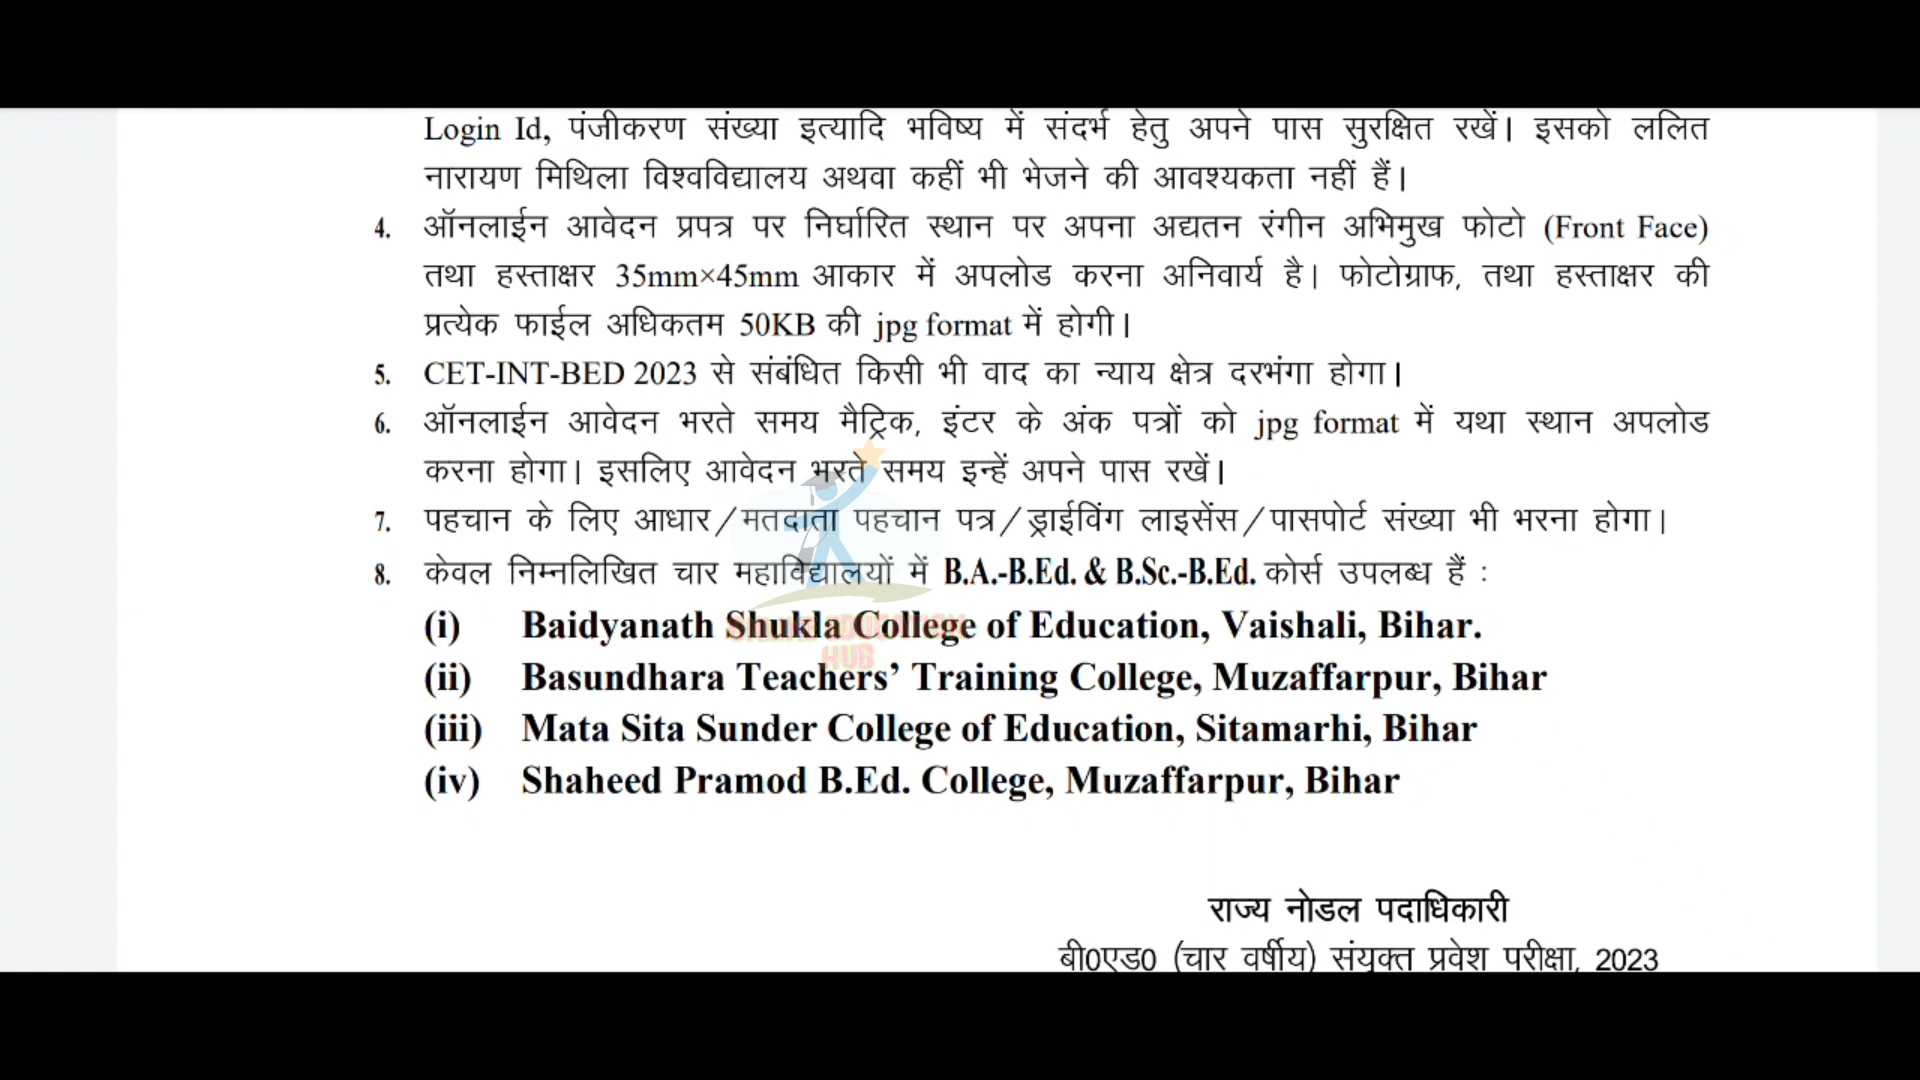 Login Id, पंजीकरण संख्या इत्यादि भविष्य में संदर्भ हेतु अपने पास सुरक्षित रखें। इसको ललित
नारायण मिथिला विश्वविद्यालय अथवा कहीं भी भेजने की आवश्यकता नहीं हैं।
4. ऑनलाईन आवेदन प्रपत्र पर निर्घारित स्थान पर अपना अद्यतन रंगीन अभिमुख फोटो (Front Face)
तथा हस्ताक्षर 35mm×45mm आकार में अपलोड करना अनिवार्य है। फोटोग्राफ, तथा हस्ताक्षर की
प्रत्येक फाईल अधिकतम 50KB की jpg format में होगी।
5. CET-INT-BED 2023 से संबंधित किसी भी वाद का न्याय क्षेत्र दरभंगा होगा।
6. ऑनलाईन आवेदन भरते समय मैट्रिक, इंटर के अंक पत्रों को jpg format में यथा स्थान अपलोड
करना होगा। इसलिए आवेदन भरते समय इन्हें अपने पास रखें।
7. पहचान के लिए आधार/मतदाता पहचान पत्र/ड्राईविंग लाइसेंस/पासपोर्ट संख्या भी भरना होगा।
8. केवल निम्नलिखित चार महाविद्यालयों में B.A.-B.Ed. & B.Sc.-B.Ed. कोर्स उपलब्ध हैं :
(i) Baidyanath Shukla College of Education, Vaishali, Bihar.
(ii) Basundhara Teachers’ Training College, Muzaffarpur, Bihar
(iii) Mata Sita Sunder College of Education, Sitamarhi, Bihar
(iv) Shaheed Pramod B.Ed. College, Muzaffarpur, Bihar
HUB
राज्य नोडल पदाधिकारी
बी0एड0 (चार वर्षीय) संयुक्त प्रवेश परीक्षा, 2023